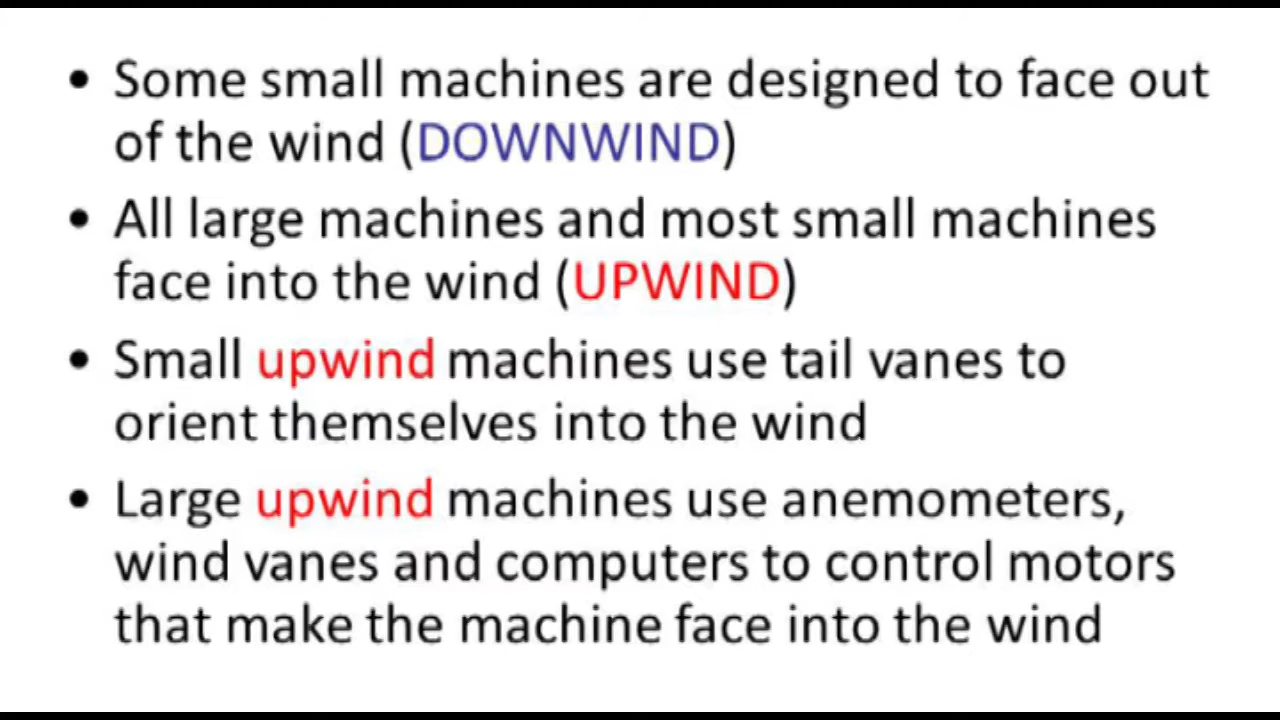 • Some small machines are designed to face out
of the wind (DOWNWIND)
• All large machines and most small machines
face into the wind (UPWIND)
• Small upwind machines use tail vanes to
orient themselves into the wind
• Large upwind machines use anemometers,
wind vanes and computers to control motors
that make the machine face into the wind